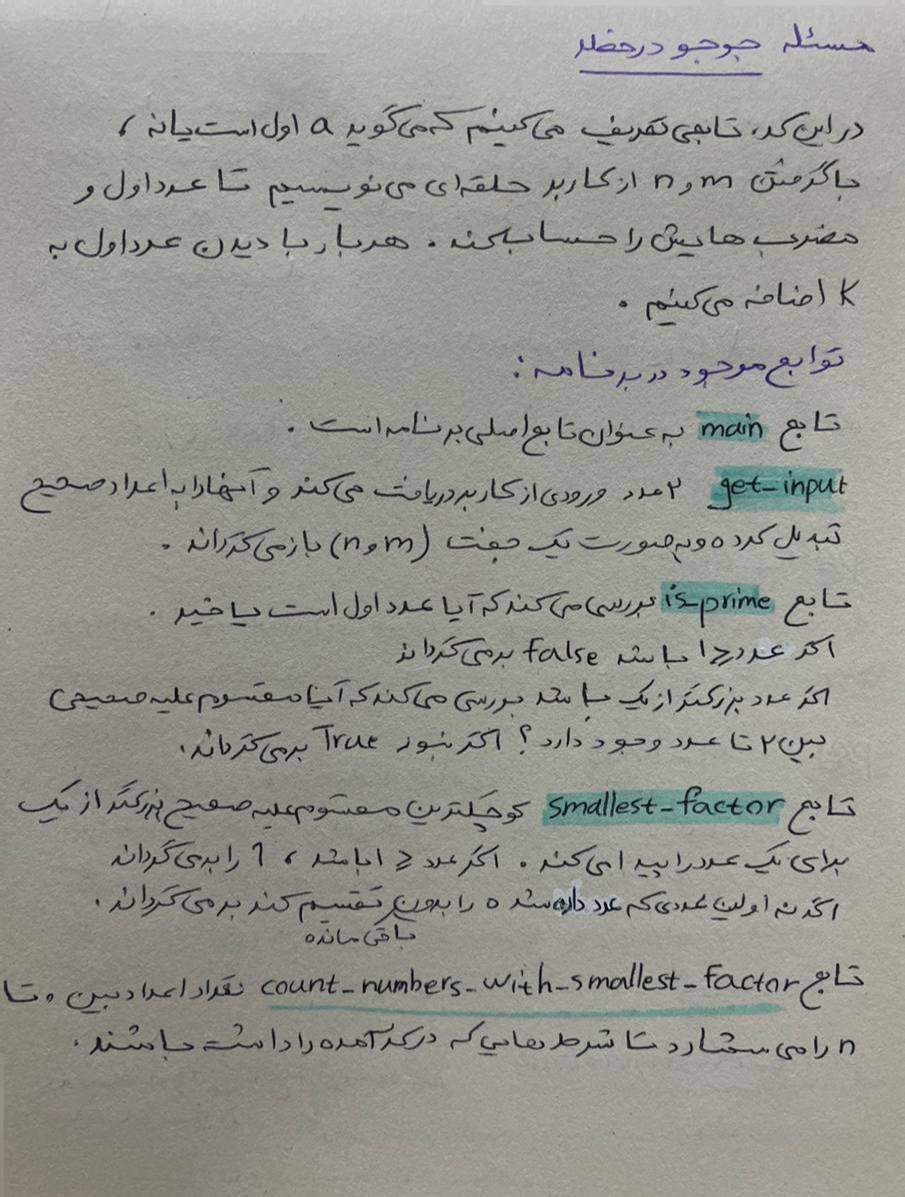 مسئله جوجو در خطر
در این کد، تابعی تعریف می‌کنیم که می‌گوید a اول است یا نه،
با گرفتن m و n از کاربر حلقه‌ای می‌نویسیم تا عدد اول و
مضرب هایش را حساب کند. هر بار با دیدن عدد اول به
k اضافه می‌کنیم.
توابع موجود در برنامه:
تابع main به عنوان تابع اصلی برنامه است.
get-input ۲ عدد ورودی از کاربر دریافت می‌کند و آنها را به اعداد صحیح
تبدیل کرده و به صورت یک جفت (n و m) باز می‌گرداند.
تابع is-prime بررسی می‌کند که آیا عدد اول است یا خیر.
اگر عدد ≤ 1 باشد false برمی‌گرداند
اگر عدد بزرگتر از یک باشد بررسی می‌کند که آیا مقسوم علیه صحیحی
بین ۲ تا عدد وجود دارد؟ اگر نبود True برمی‌گرداند.
تابع smallest-factor کوچکترین مقسوم علیه صحیح بزرگتر از یک
برای یک عدد را پیدا می‌کند. اگر عدد ≤ 1 باشد، 1 را برمی‌گرداند
اگر نه اولین عددی که عدد داده شده را بدون تقسیم کند برمی‌گرداند.
باقی مانده
تابع count-numbers-with-smallest-factor تعداد اعداد بین ۰ تا
n را می‌شمارد تا شرط هایی که در کد آمده را داشته باشند.